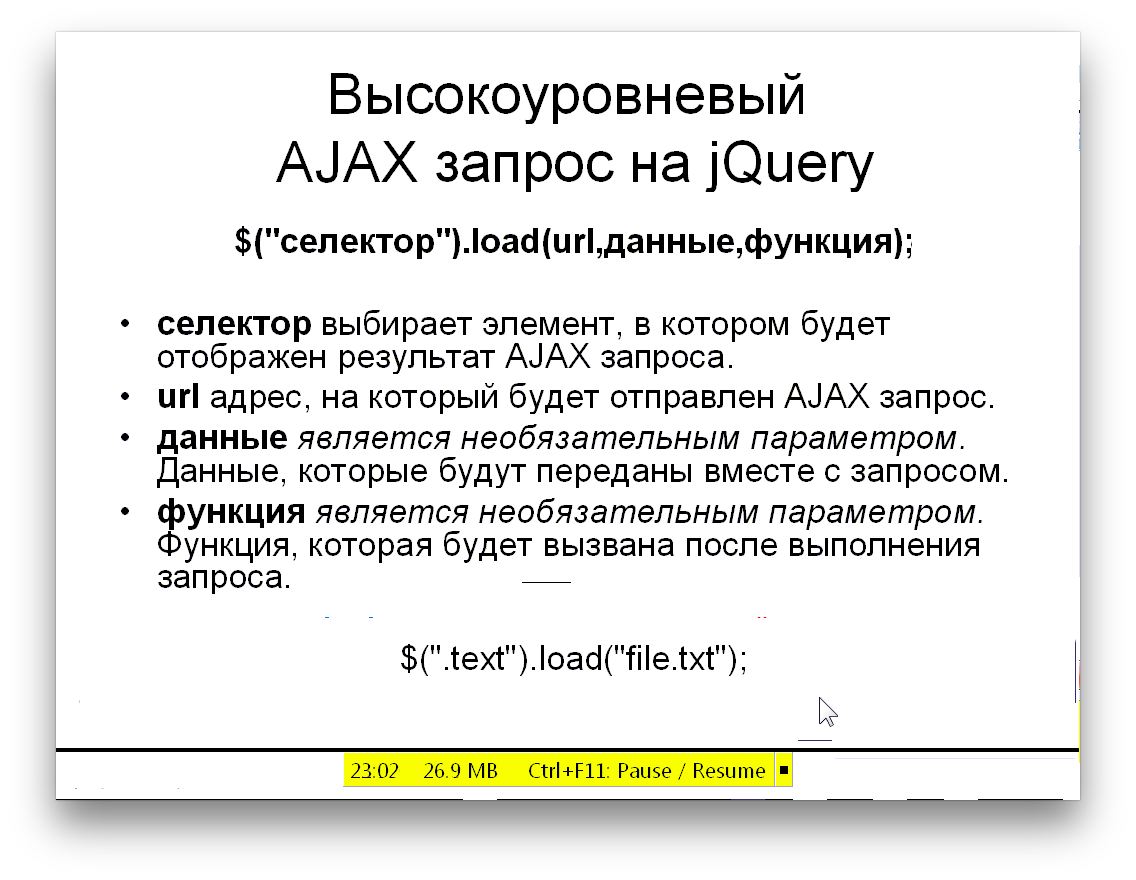 Высокоуровневый
AJAX запрос на jQuery
$("селектор").load(url,данные,функция);
• селектор выбирает элемент, в котором будет
отображен результат AJAX запроса.
• url адрес, на который будет отправлен AJAX запрос.
• данные является необязательным параметром.
Данные, которые будут переданы вместе с запросом.
• функция является необязательным параметром.
Функция, которая будет вызвана после выполнения
запроса.
$(".text").load("file.txt");
23:02 26.9 MB Ctrl+F11: Pause / Resume